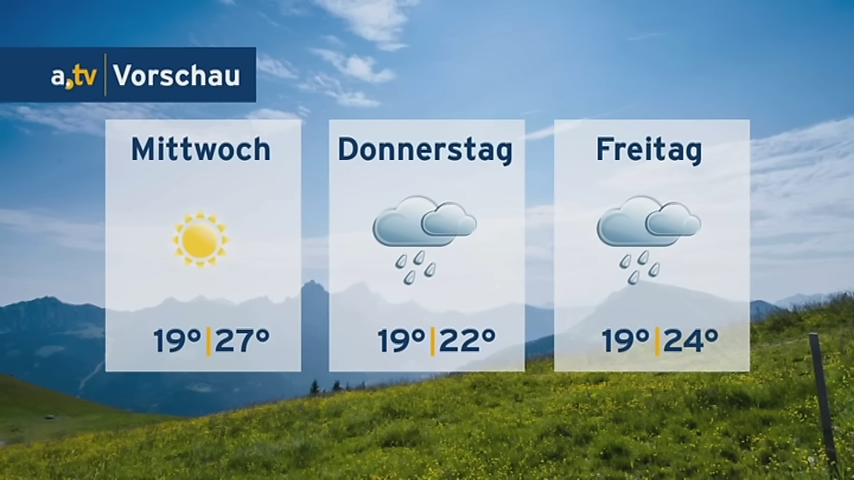 a.tv Vorschau
Mittwoch
19°|27°
Donnerstag
19°|22°
Freitag
19°|24°